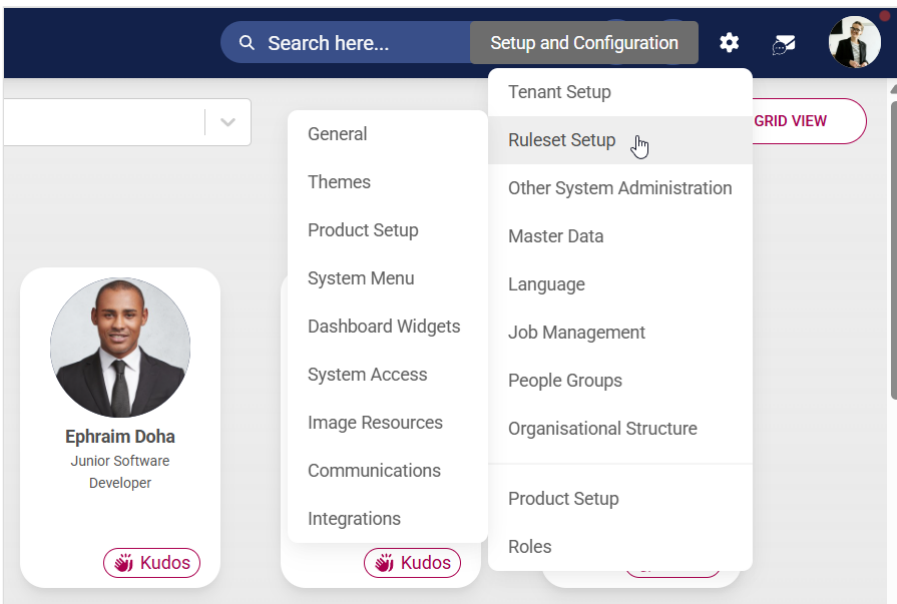 Search here...
Setup and Configuration
Tenant Setup
GRID VIEW
General
Ruleset Setup
Themes
Other System Administration
Product Setup
Master Data
System Menu
Language
Dashboard Widgets
Job Management
System Access
People Groups
Image Resources
Organisational Structure
Communications
Integrations
Product Setup
Roles
Ephraim Doha
Junior Software
Developer
Kudos
Kudos